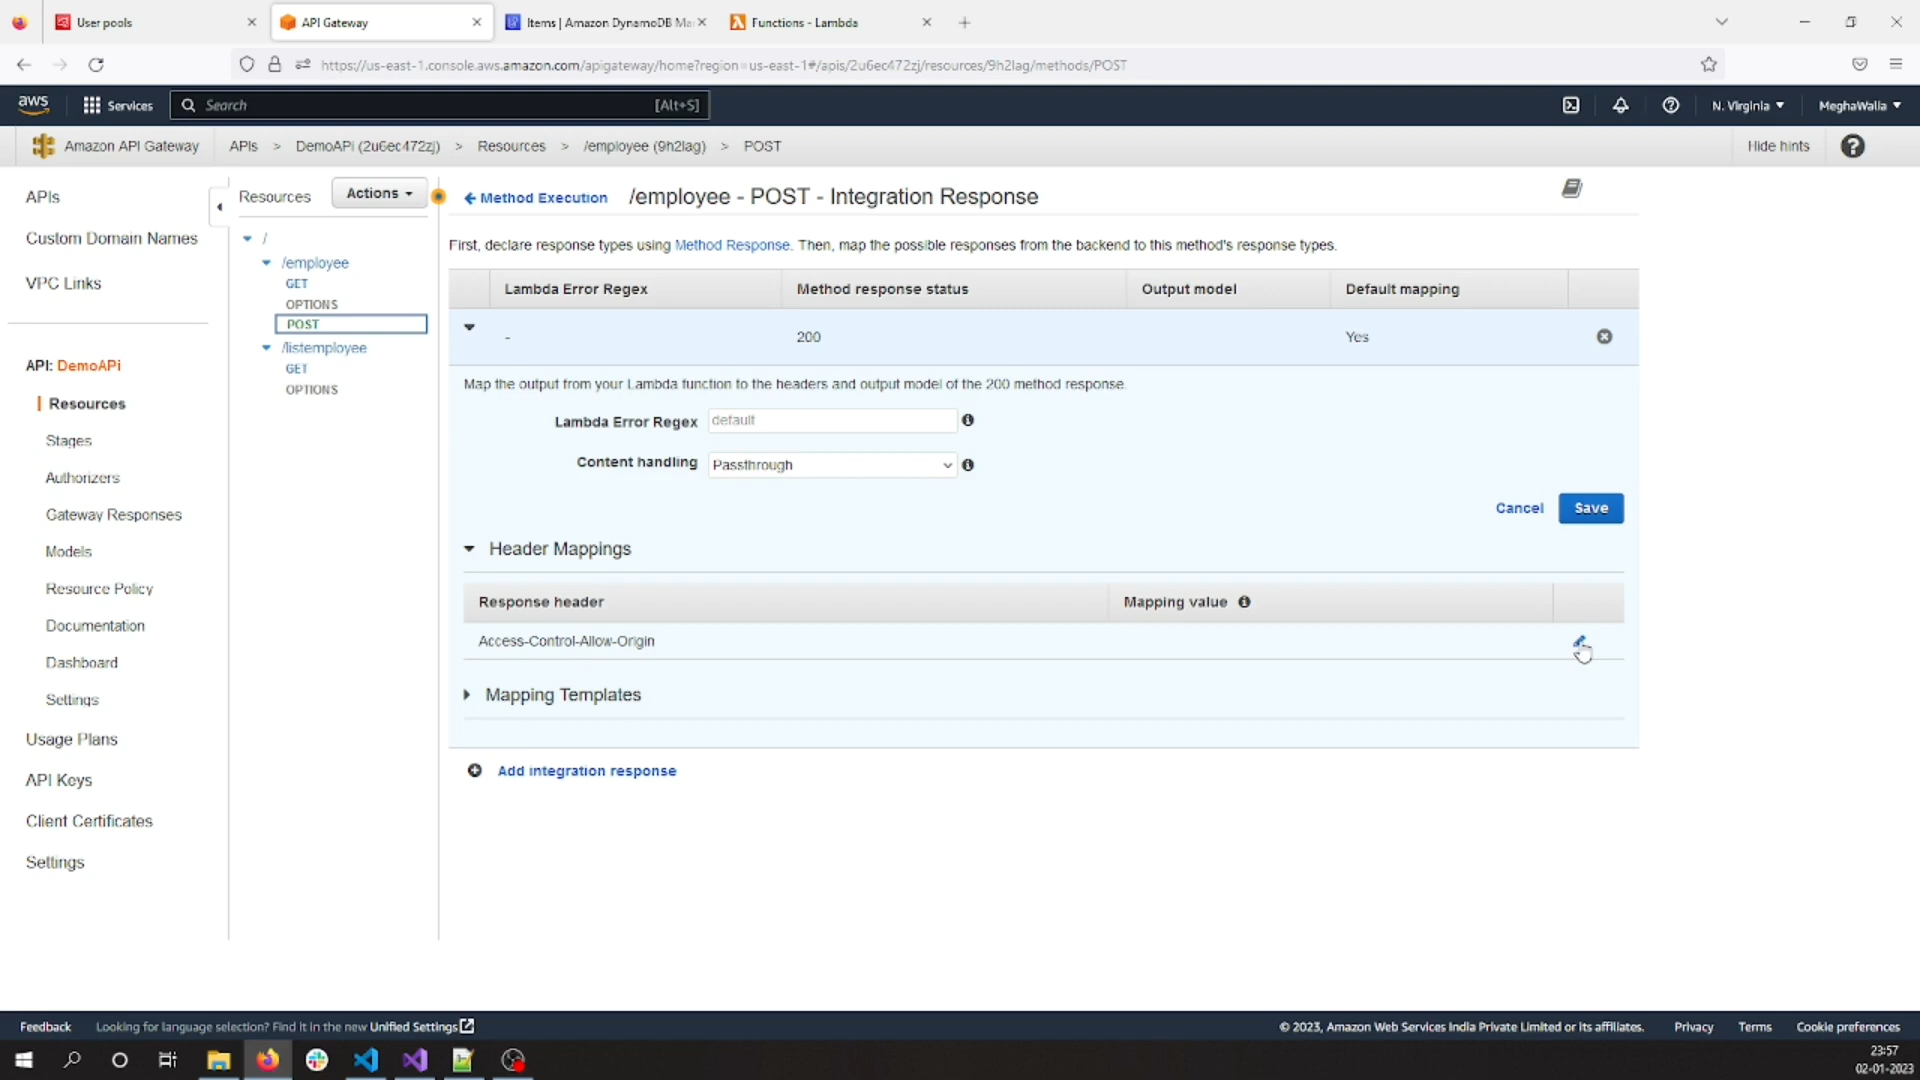 User pools
API Gateway
Items | Amazon DynamoDB Ma
Functions - Lambda
https://us-east-1.console.aws.amazon.com/apigateway/home?region=us-east-1#/apis/2u6ec472zj/resources/9h2lag/methods/POST
aws
Services
Search
[Alt+S]
N. Virginia
MeghaWalia
Amazon API Gateway
APIs > DemoAPi (2u6ec472zj) > Resources > /employee (9h2lag) > POST
Hide hints
APIs
Custom Domain Names
VPC Links
API: DemoAPi
Resources
Stages
Authorizers
Gateway Responses
Models
Resource Policy
Documentation
Dashboard
Settings
Usage Plans
API Keys
Client Certificates
Settings
Resources
Actions
/
/employee
GET
OPTIONS
POST
/listemployee
GET
OPTIONS
Method Execution
/employee - POST - Integration Response
First, declare response types using Method Response. Then, map the possible responses from the backend to this method's response types.
Lambda Error Regex
Method response status
Output model
Default mapping
-
200
Yes
Map the output from your Lambda function to the headers and output model of the 200 method response.
Lambda Error Regex
default
Content handling
Passthrough
Cancel
Save
Header Mappings
Response header
Mapping value
Access-Control-Allow-Origin
Mapping Templates
Add integration response
Feedback
Looking for language selection? Find it in the new Unified Settings
© 2023, Amazon Web Services India Private Limited or its affiliates.
Privacy
Terms
Cookie preferences
23:57
02-01-2023